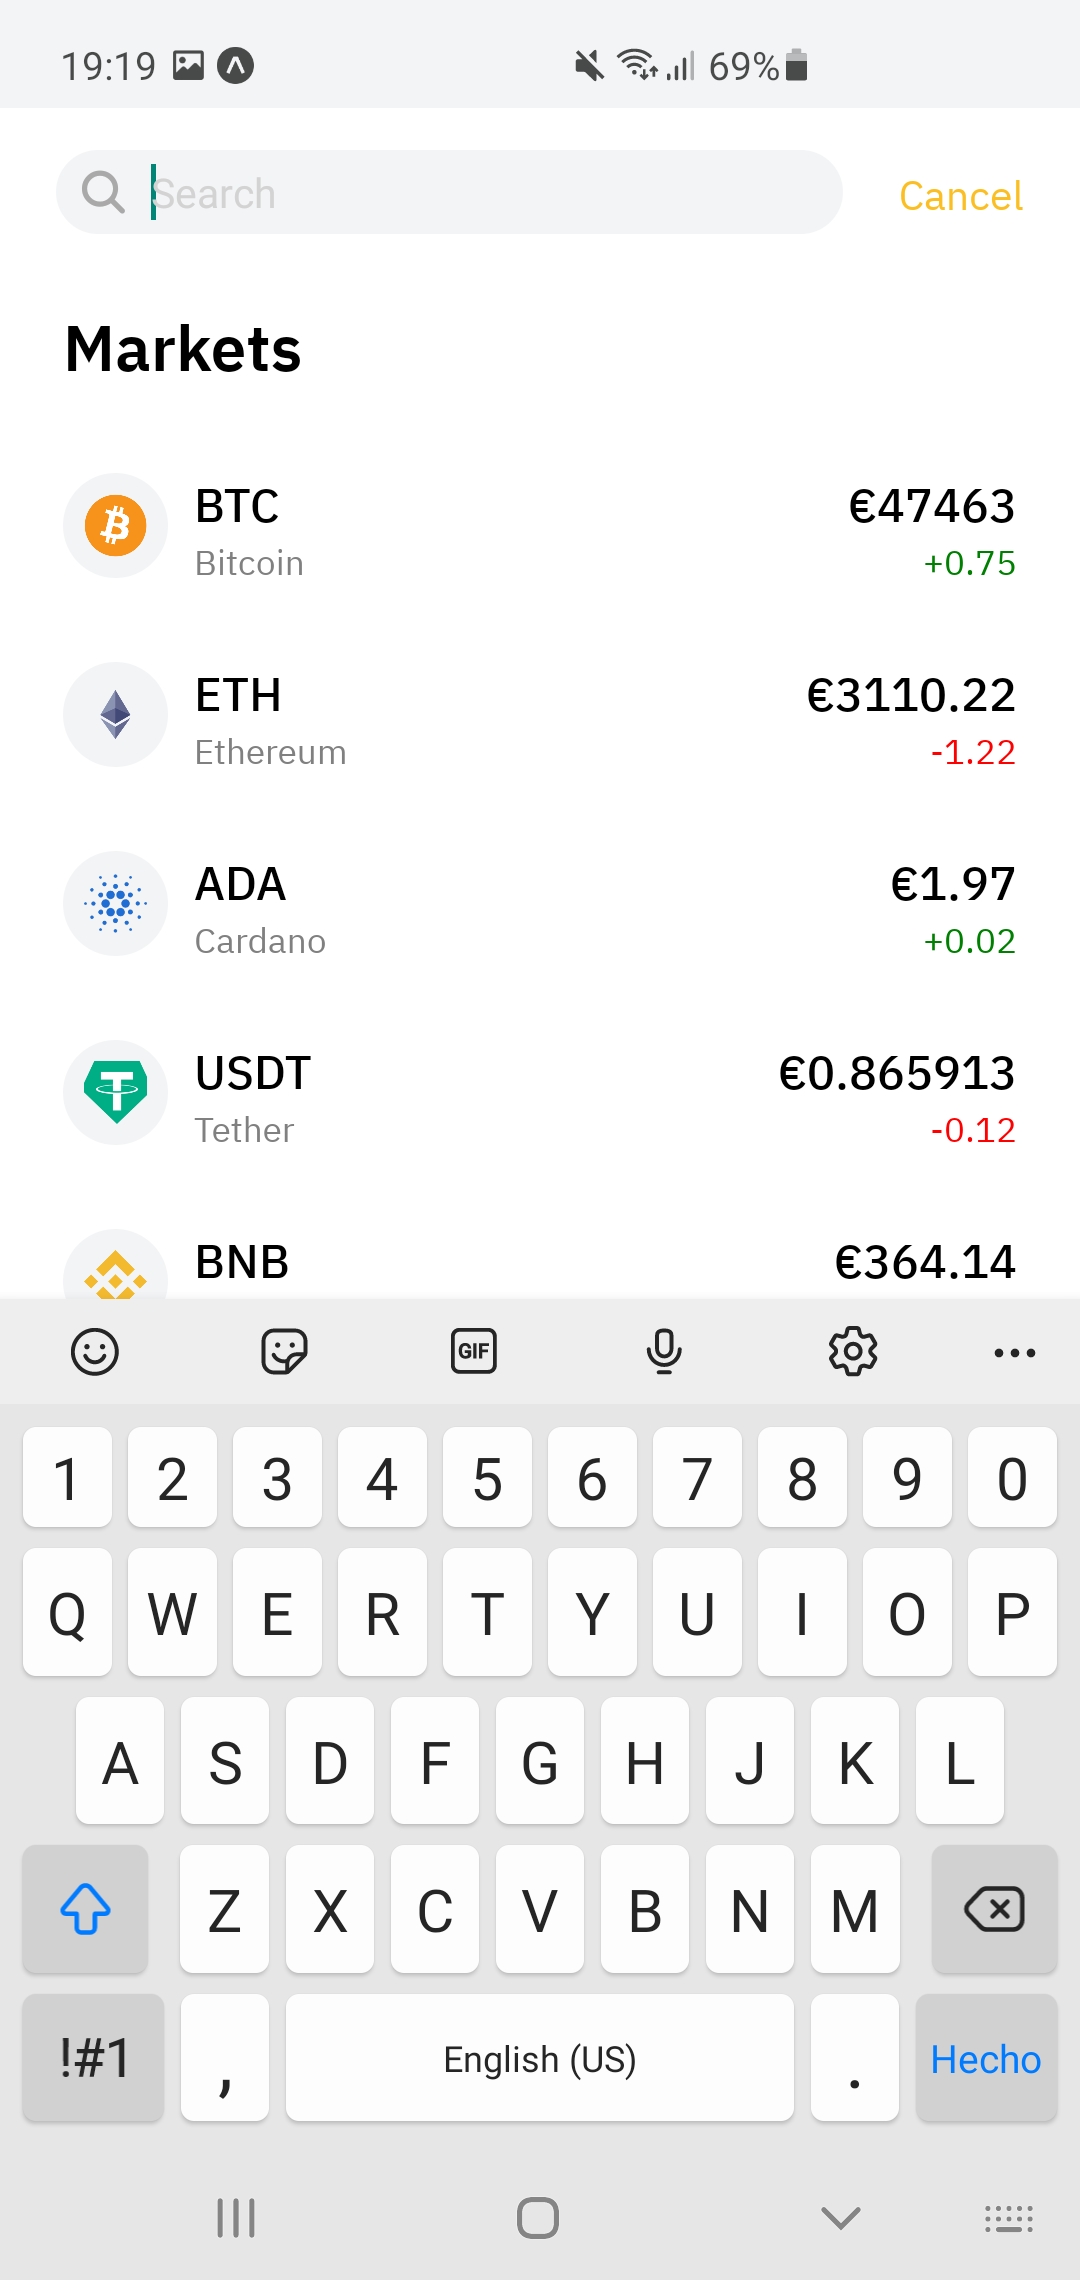 19:19 69%
Search Cancel
Markets
BTC €47463
Bitcoin +0.75
ETH €3110.22
Ethereum -1.22
ADA €1.97
Cardano +0.02
USDT €0.865913
Tether -0.12
BNB €364.14
GIF
1 2 3 4 5 6 7 8 9 0
Q W E R T Y U I O P
A S D F G H J K L
Z X C V B N M
!#1 , English (US) . Hecho